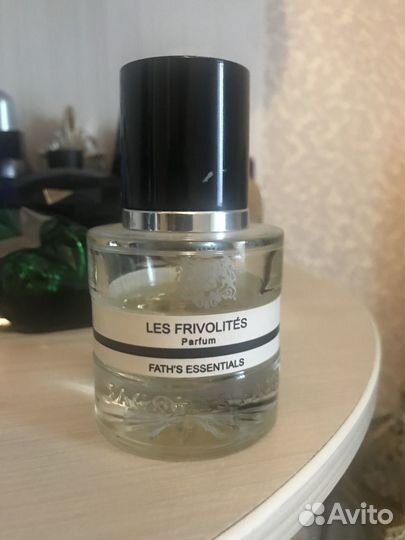 LES FRIVOLITÉS
Parfum
FATH'S ESSENTIALS
Avito